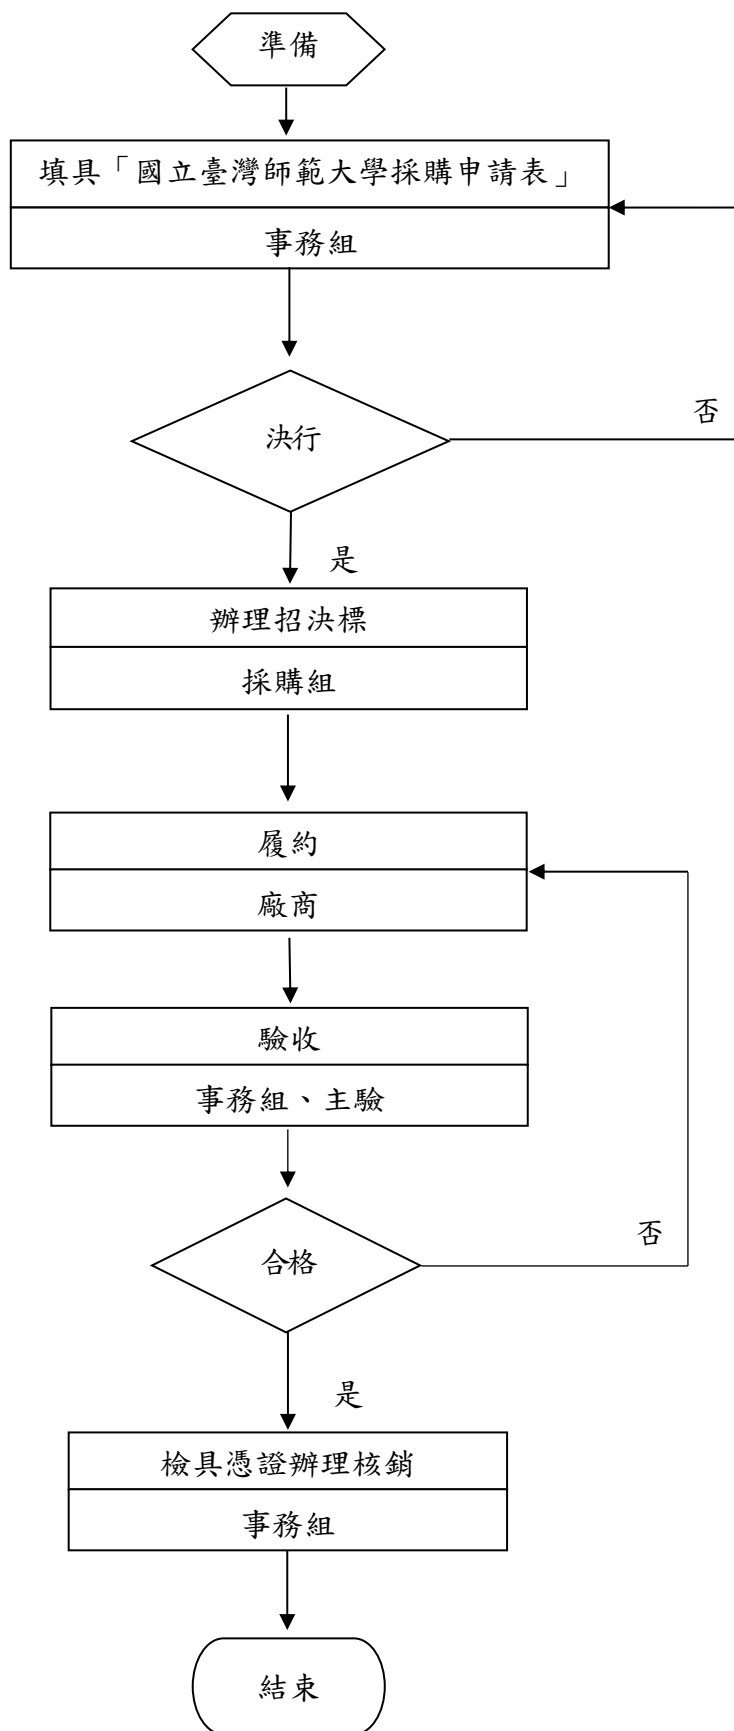 準備
填具「國立臺灣師範大學採購申請表」
事務組
決行
否
是
辦理招決標
採購組
履約
廠商
驗收
事務組、主驗
合格
否
是
檢具憑證辦理核銷
事務組
結束